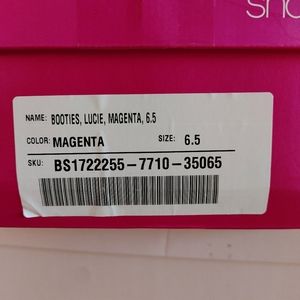 NAME: BOOTIES, LUCIE, MAGENTA, 6.5
COLOR: MAGENTA SIZE: 6.5
SKU: BS1722255-7710-35065